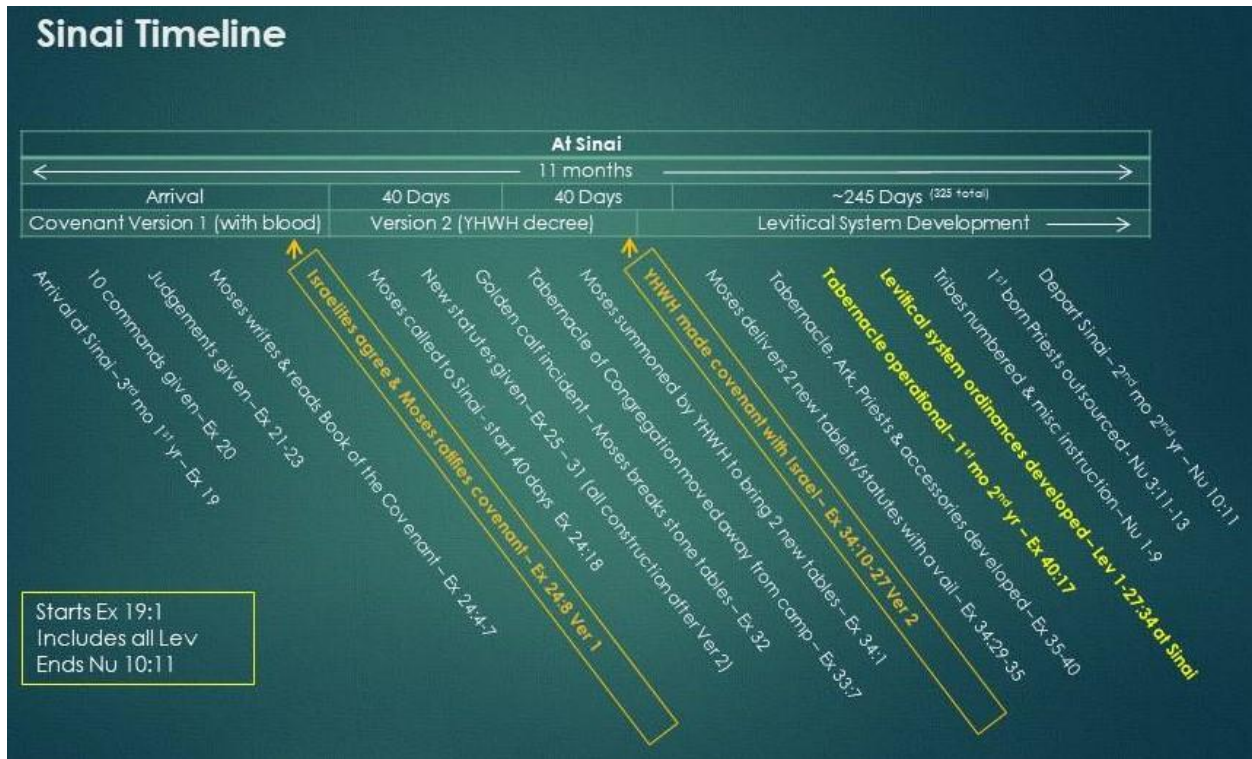 Sinai Timeline
At Sinai
11 months
Arrival
40 Days
40 Days
~245 Days (325 total)
Covenant Version 1 (with blood)
Version 2 (YHWH decree)
Levitical System Development
Arrival at Sinai – 3rd mo 1st yr – Ex 19
10 commands given – Ex 20
Judgements given – Ex 21-23
Moses writes & reads Book of the Covenant – Ex 24:4-7
Israelites agree & Moses ratifies covenant – Ex 24:8 Ver 1
Moses called to Sinai – start 40 days Ex 24:18
New statutes given – Ex 25 – 31 (all construction after Ver 2)
Golden calf incident – Moses breaks stone tables – Ex 32
Tabernacle of Congregation moved away from camp – Ex 33:7
Moses summoned by YHWH to bring 2 new tables – Ex 34:1
YHWH made covenant with Israel – Ex 34:10-27 Ver 2
Moses delivers 2 new tablets/statutes with a vail – Ex 34:29-35
Tabernacle, Ark, Priests & accessories developed – Ex 35-40
Tabernacle operational – 1st mo 2nd yr – Ex 40:17
Levitical system ordinances developed – Lev 1-27:34 at Sinai
Tribes numbered & misc instruction – Nu 1-9
1st born Priests outsourced - Nu 3:11-13
Depart Sinai – 2nd mo 2nd yr – Nu 10:11
Starts Ex 19:1
Includes all Lev
Ends Nu 10:11